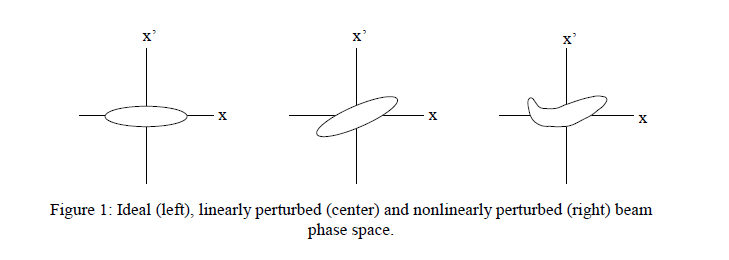 x’ x’ x’
x x x
Figure 1: Ideal (left), linearly perturbed (center) and nonlinearly perturbed (right) beam
phase space.